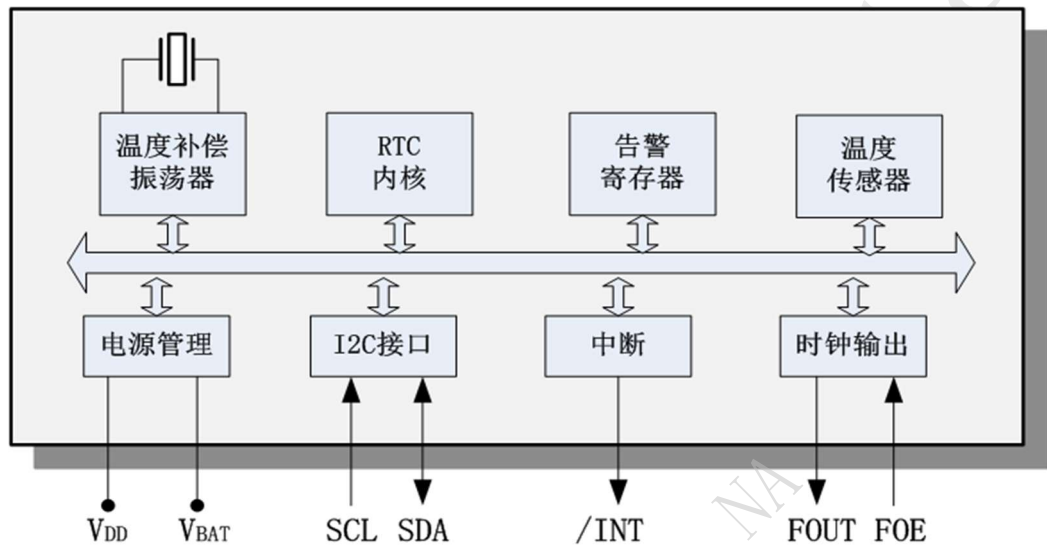 温度补偿
振荡器
RTC
内核
告警
寄存器
温度
传感器
电源管理
I2C接口
中断
时钟输出
VDD VBAT SCL SDA /INT FOUT FOE
NA